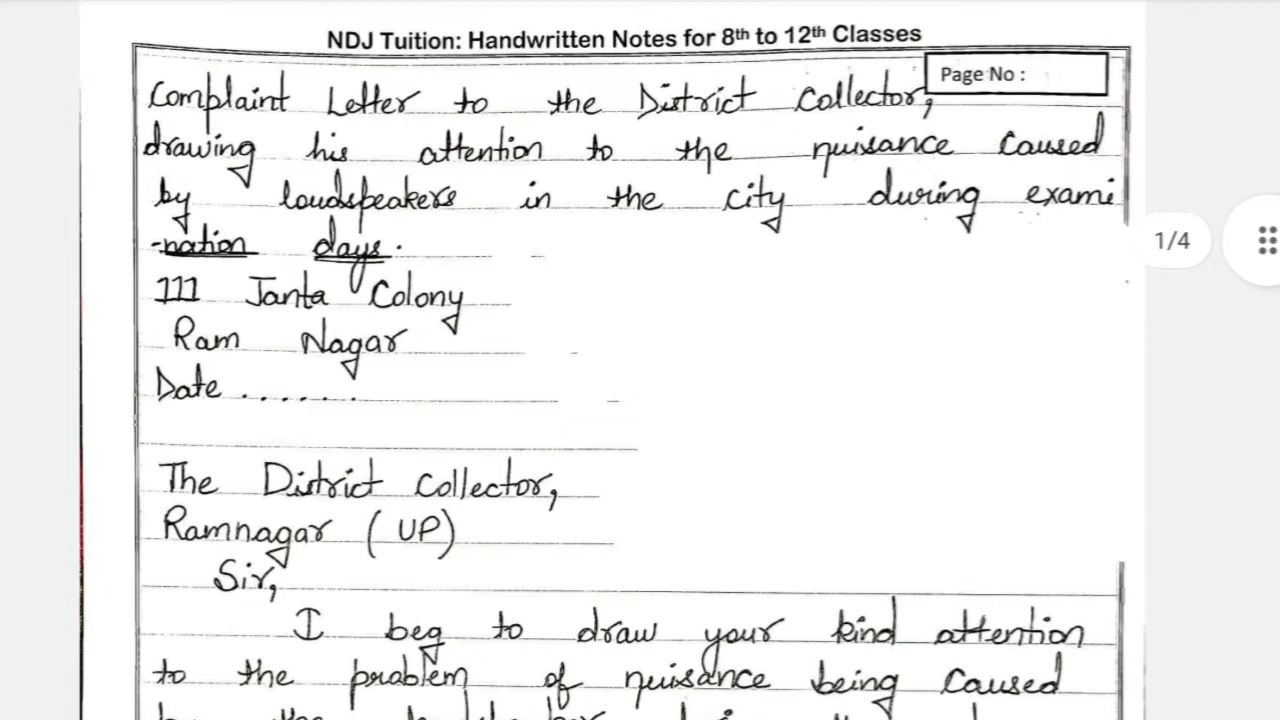 NDJ Tuition: Handwritten Notes for 8th to 12th Classes
Page No :
Complaint Letter to the District Collector,
drawing his attention to the nuisance caused
by loudspeakers in the city during exami
-nation days.
1/4
111 Janta Colony
Ram Nagar
Date .......
The District Collector,
Ramnagar (UP)
Sir,
I beg to draw your kind attention
to the problem of nuisance being caused